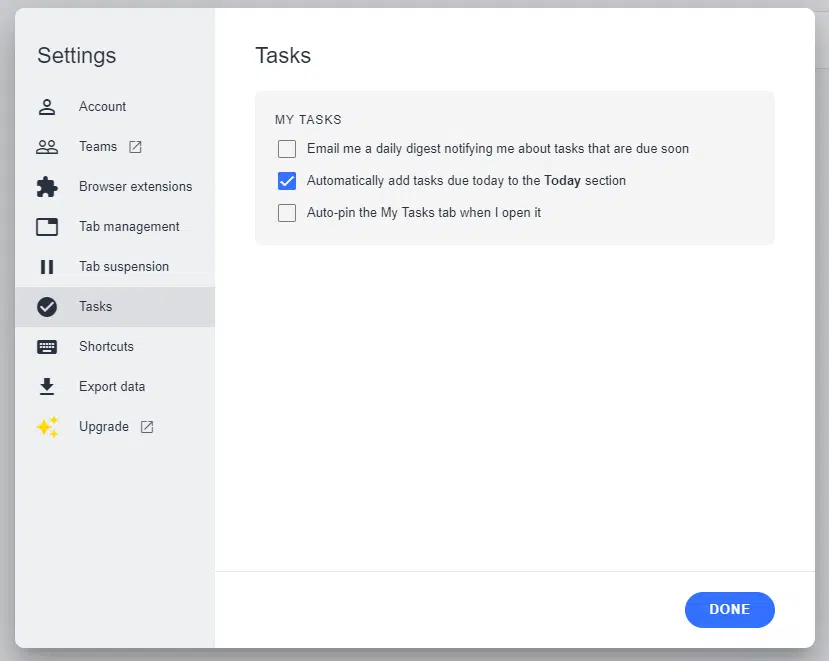 Settings
Account
Teams
Browser extensions
Tab management
Tab suspension
Tasks
Shortcuts
Export data
Upgrade
Tasks
MY TASKS
Email me a daily digest notifying me about tasks that are due soon
Automatically add tasks due today to the Today section
Auto-pin the My Tasks tab when I open it
DONE